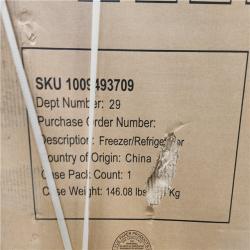 SKU 1009493709
Dept Number: 29
Purchase Order Number:
Description: Freezer/Refrigerator
Country of Origin: China
Case Pack Count: 1
Case Weight: 146.08 lbs Kg